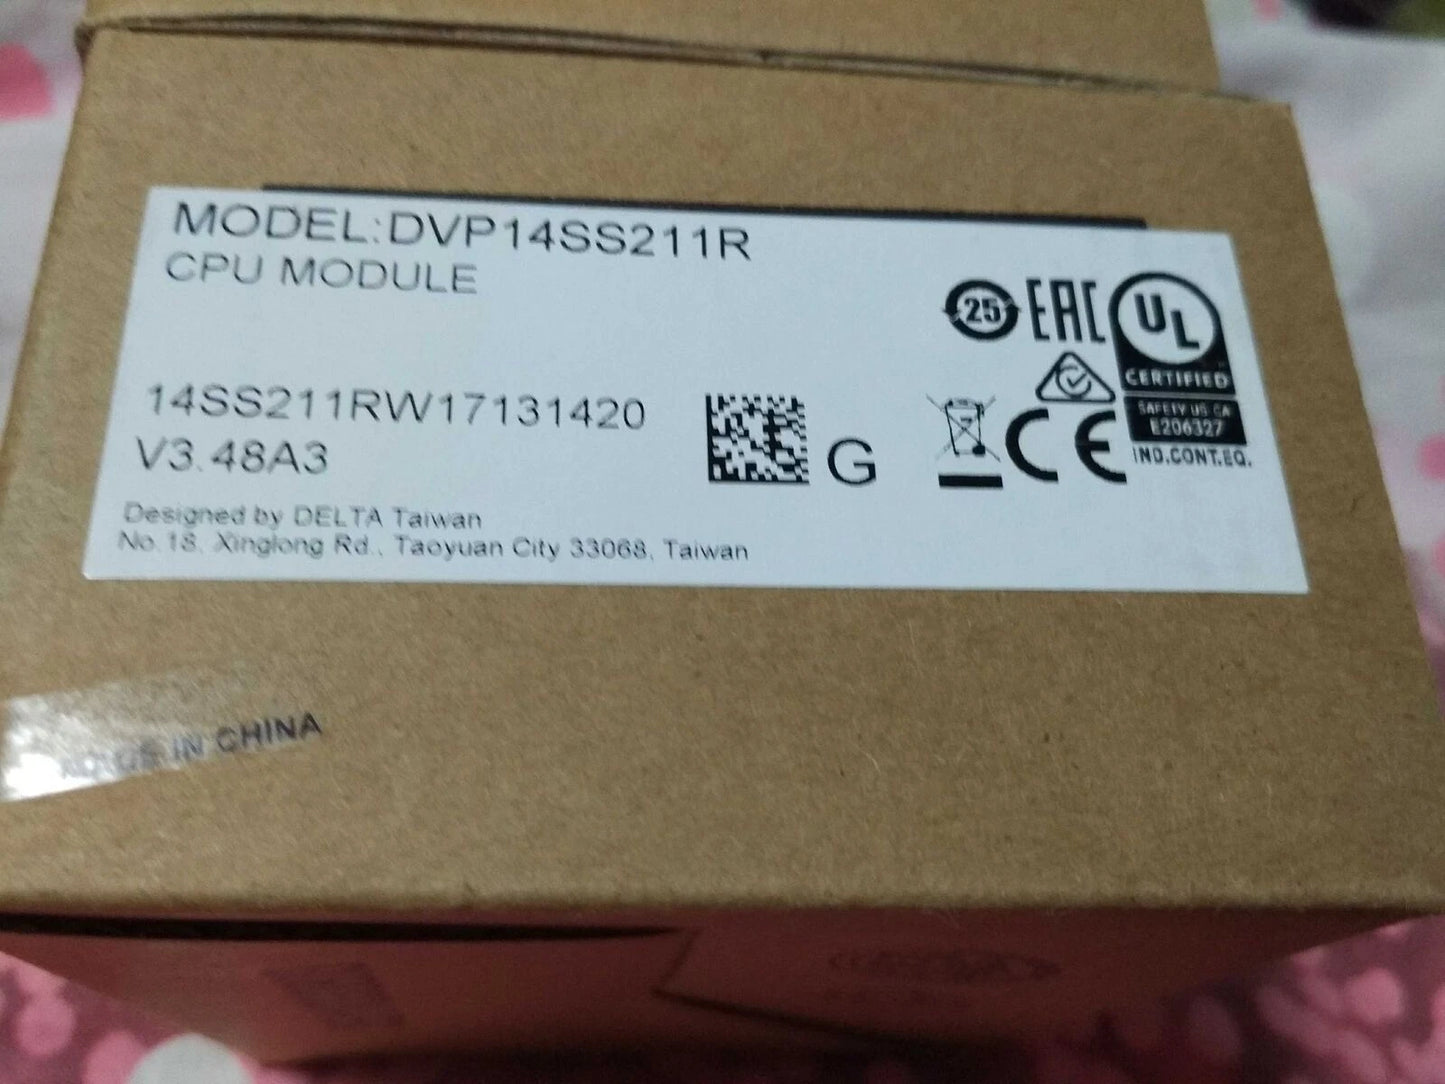 MODEL:DVP14SS211R
CPU MODULE
25
EAC
UL
CERTIFIED
SAFETY US CA
E206327
IND.CONT.EQ.
14SS211RW17131420
V3.48A3
G
CE
Designed by DELTA Taiwan
No.18, Xinglong Rd., Taoyuan City 33068, Taiwan
MADE IN CHINA